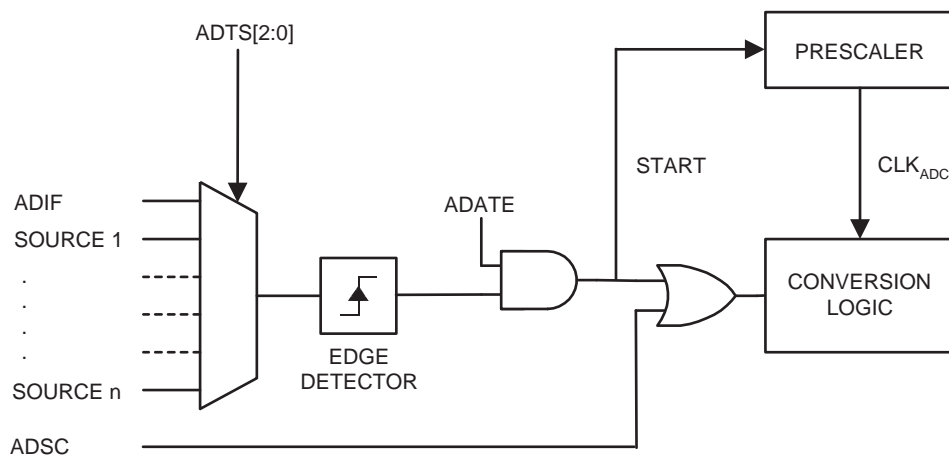 ADTS[2:0]
PRESCALER
START
CLKADC
ADIF
ADATE
SOURCE 1
.
.
.
.
CONVERSION
LOGIC
EDGE
DETECTOR
SOURCE n
ADSC